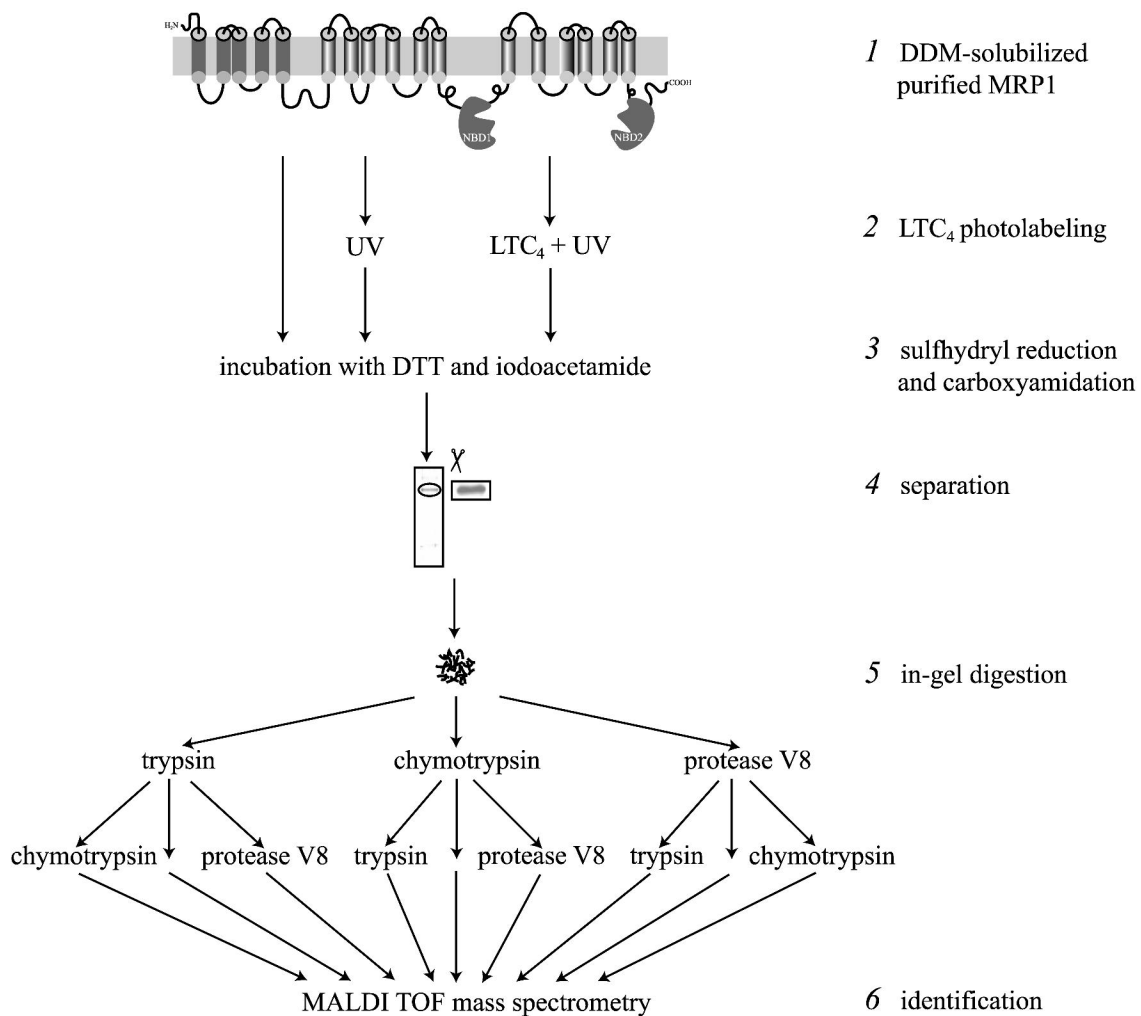 H₂N
COOH
NBD1
NBD2
1 DDM-solubilized
purified MRP1
UV
LTC₄ + UV
2 LTC₄ photolabeling
incubation with DTT and iodoacetamide
3 sulfhydryl reduction
and carboxyamidation
4 separation
5 in-gel digestion
trypsin
chymotrypsin
protease V8
chymotrypsin
protease V8
trypsin
protease V8
trypsin
chymotrypsin
MALDI TOF mass spectrometry
6 identification